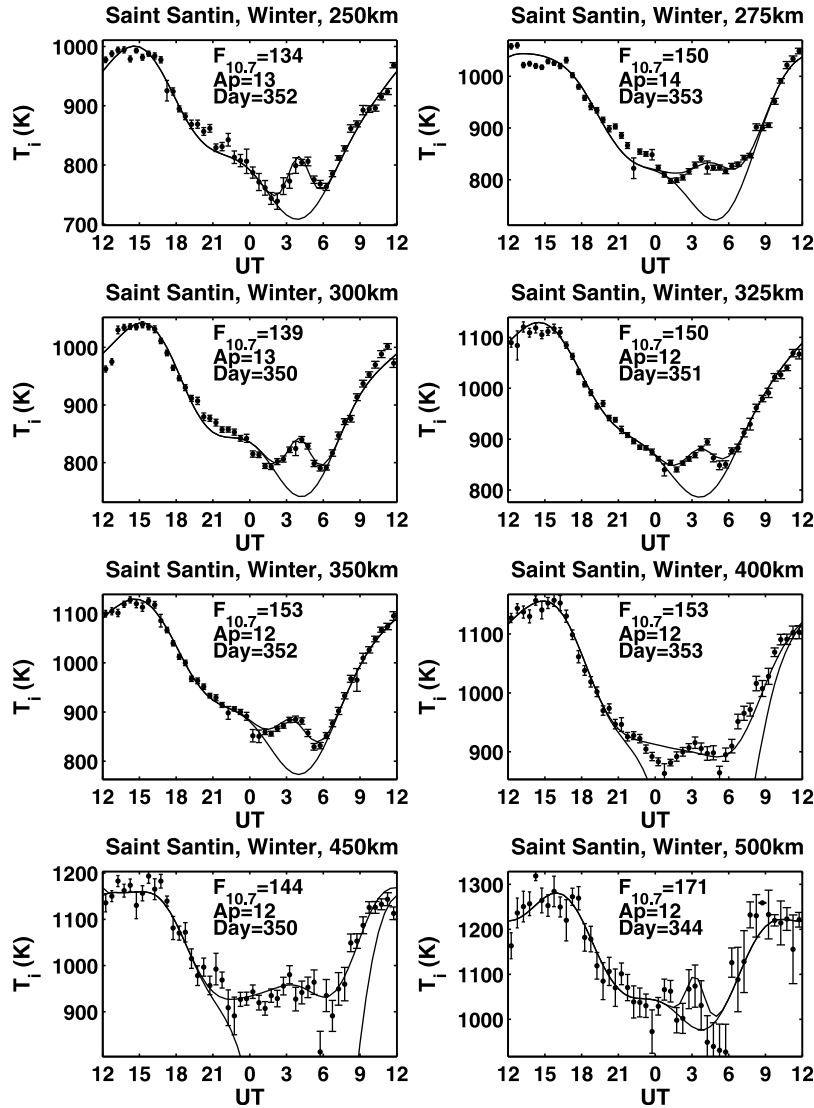 Saint Santin, Winter, 250km
F10.7=134
Ap=13
Day=352
Ti (K)
1000
900
800
700
12 15 18 21 0 3 6 9 12
UT
Saint Santin, Winter, 275km
F10.7=150
Ap=14
Day=353
Ti (K)
1000
900
800
12 15 18 21 0 3 6 9 12
UT
Saint Santin, Winter, 300km
F10.7=139
Ap=13
Day=350
Ti (K)
1000
900
800
12 15 18 21 0 3 6 9 12
UT
Saint Santin, Winter, 325km
F10.7=150
Ap=12
Day=351
Ti (K)
1100
1000
900
800
12 15 18 21 0 3 6 9 12
UT
Saint Santin, Winter, 350km
F10.7=153
Ap=12
Day=352
Ti (K)
1100
1000
900
800
12 15 18 21 0 3 6 9 12
UT
Saint Santin, Winter, 400km
F10.7=153
Ap=12
Day=353
Ti (K)
1100
1000
900
12 15 18 21 0 3 6 9 12
UT
Saint Santin, Winter, 450km
F10.7=144
Ap=12
Day=350
Ti (K)
1200
1100
1000
900
12 15 18 21 0 3 6 9 12
UT
Saint Santin, Winter, 500km
F10.7=171
Ap=12
Day=344
Ti (K)
1300
1200
1100
1000
12 15 18 21 0 3 6 9 12
UT